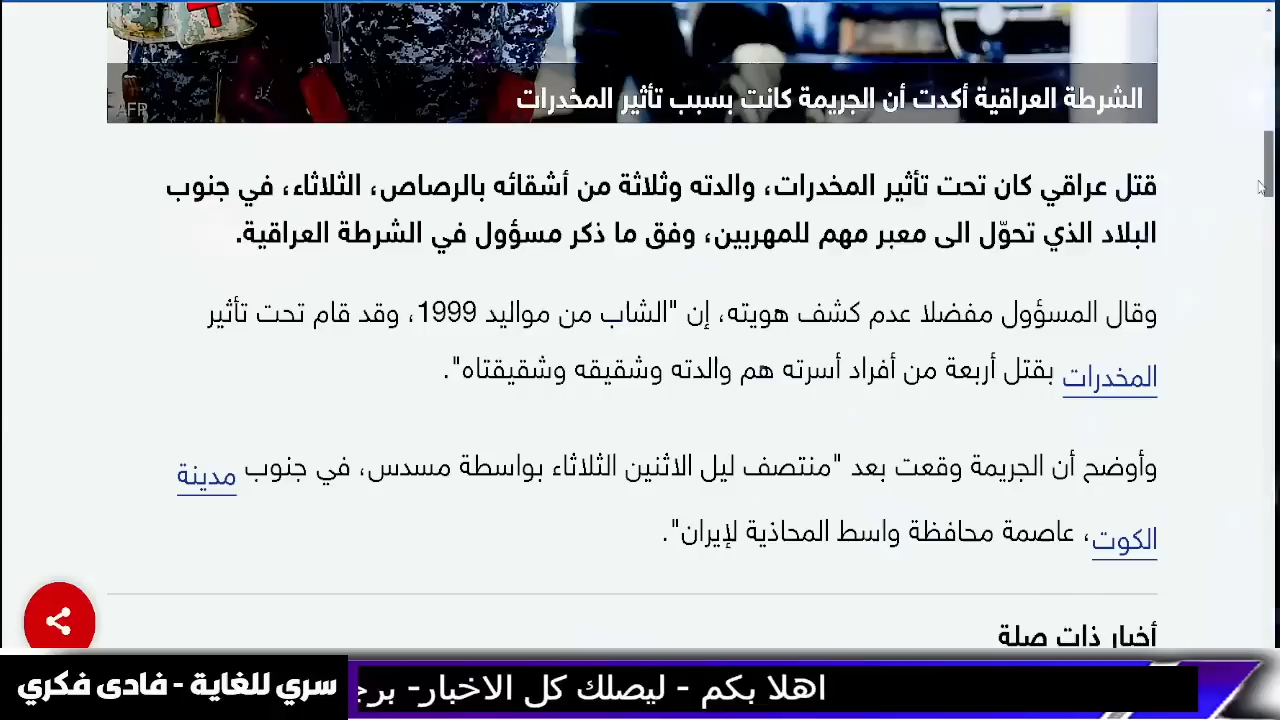 الشرطة العراقية أكدت أن الجريمة كانت بسبب تأثير المخدرات
قتل عراقي كان تحت تأثير المخدرات، والدته وثلاثة من أشقائه بالرصاص، الثلاثاء، في جنوب
البلاد الذي تحوّل الى معبر مهم للمهربين، وفق ما ذكر مسؤول في الشرطة العراقية.
وقال المسؤول مفضلا عدم كشف هويته، إن "الشاب من مواليد 1999، وقد قام تحت تأثير
المخدرات بقتل أربعة من أفراد أسرته هم والدته وشقيقه وشقيقتاه".
وأوضح أن الجريمة وقعت بعد "منتصف ليل الاثنين الثلاثاء بواسطة مسدس، في جنوب مدينة
الكوت، عاصمة محافظة واسط المحاذية لإيران".
أخبار ذات صلة
اهلا بكم - ليصلك كل الاخبار-
سري للغاية - فادى فكري